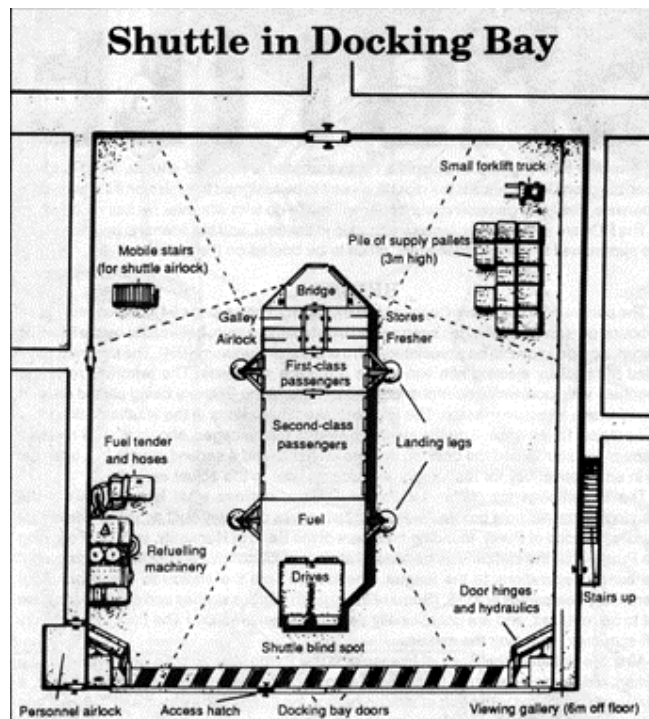 Shuttle in Docking Bay
Small forklift truck
Pile of supply pallets
(3m high)
Mobile stairs
(for shuttle airlock)
Bridge
Galley
Stores
Airlock
Fresher
First-class
passengers
Second-class
passengers
Landing legs
Fuel tender
and hoses
Fuel
Refuelling
machinery
Drives
Door hinges
and hydraulics
Stairs up
Shuttle blind spot
Personnel airlock
Access hatch
Docking bay doors
Viewing gallery (6m off floor)